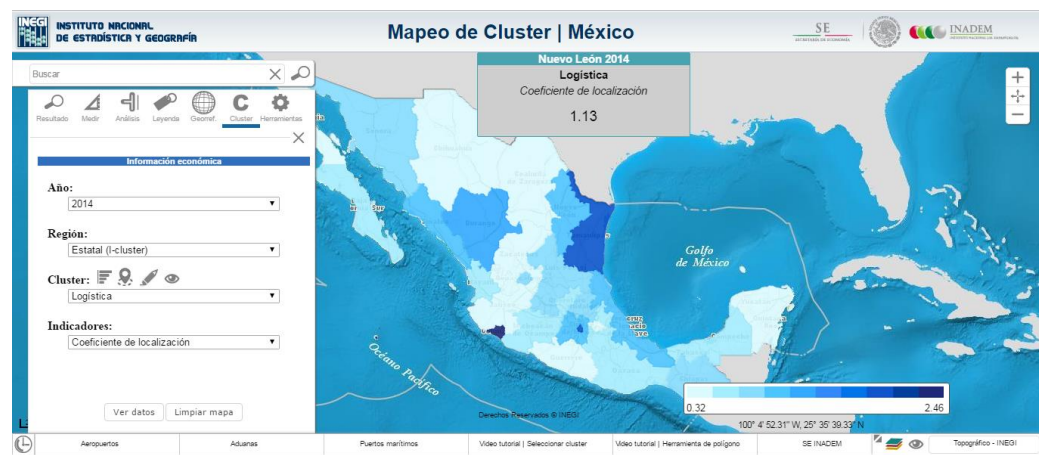 INEGI
INSTITUTO NACIONAL
DE ESTADÍSTICA Y GEOGRAFÍA
Mapeo de Cluster | México
SE
SECRETARÍA DE ECONOMÍA
INADEM
Buscar
Resultado
Medir
Análisis
Leyenda
Georref.
Cluster
Herramientas
Información económica
Año:
2014
Región:
Estatal (I-cluster)
Cluster:
Logística
Indicadores:
Coeficiente de localización
Ver datos
Limpiar mapa
Nuevo León 2014
Logística
Coeficiente de localización
1.13
Golfo
de México
Océano Pacífico
Derechos Reservados © INEGI
0.32
2.46
100° 4' 52.31" W, 25° 35' 39.33" N
Aeropuertos
Aduanas
Puertos marítimos
Video tutorial | Seleccionar cluster
Video tutorial | Herramienta de polígono
SE INADEM
Topográfico - INEGI